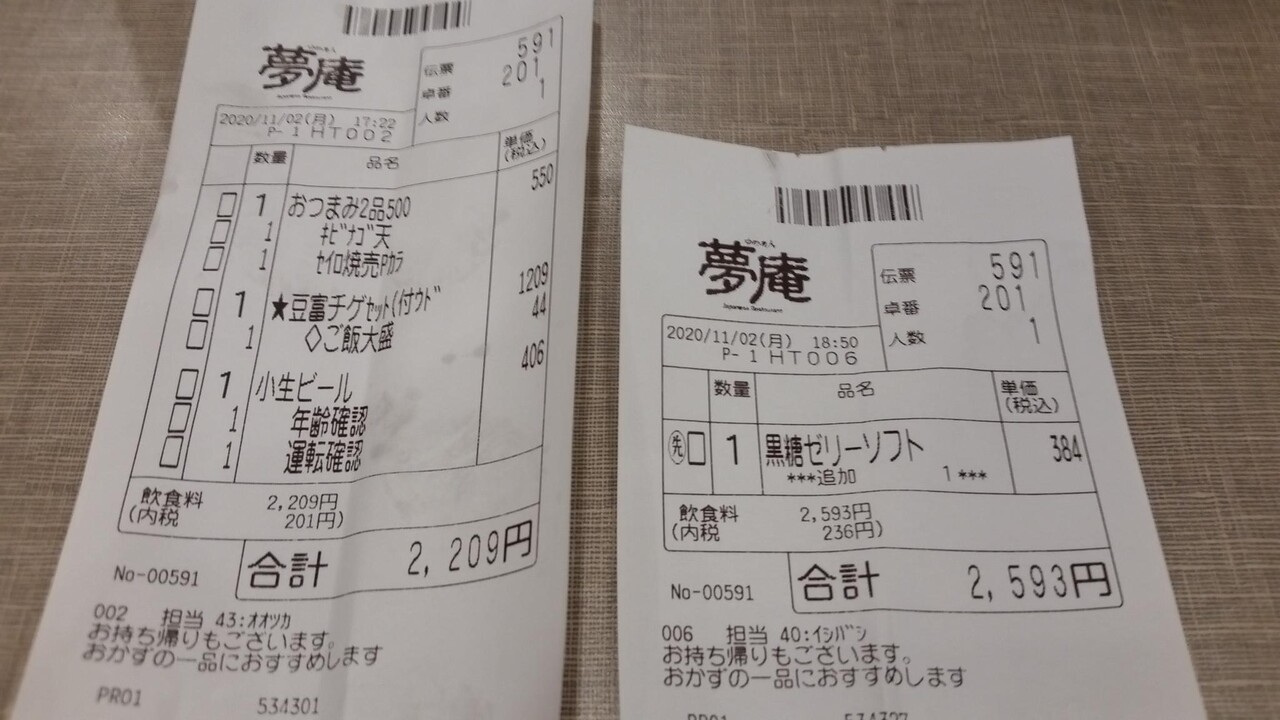 夢庵
伝票 591
卓番 201
人数 1
2020/11/02(月) 17:22
P- 1 HT002
数量 品名 単価(税込)
1 おつまみ2品500 550
1 ｷﾋﾞﾅｺﾞ天
1 ｾｲﾛ焼売Pｶﾗ
1 ★豆富チゲｾｯﾄ(付ｳﾄﾞ 1209
1 ◇ご飯大盛 44
1 小生ビール 406
1 年齢確認
1 運転確認
飲食料 2,209円
(内税 201円)
合計 2,209円
No-00591
002 担当 43:ｵｵﾂｶ
お持ち帰りもございます。
おかずの一品におすすめします
PR01 534301
ゆめあん
夢庵
Japanese Restaurant
伝票 591
卓番 201
人数 1
2020/11/02(月) 18:50
P- 1 HT006
数量 品名 単価(税込)
先 1 黒糖ゼリーソフト 384
***追加 1 ***
飲食料 2,593円
(内税 236円)
合計 2,593円
No-00591
006 担当 40:ｲｼﾊﾞｼ
お持ち帰りもございます。
おかずの一品におすすめします